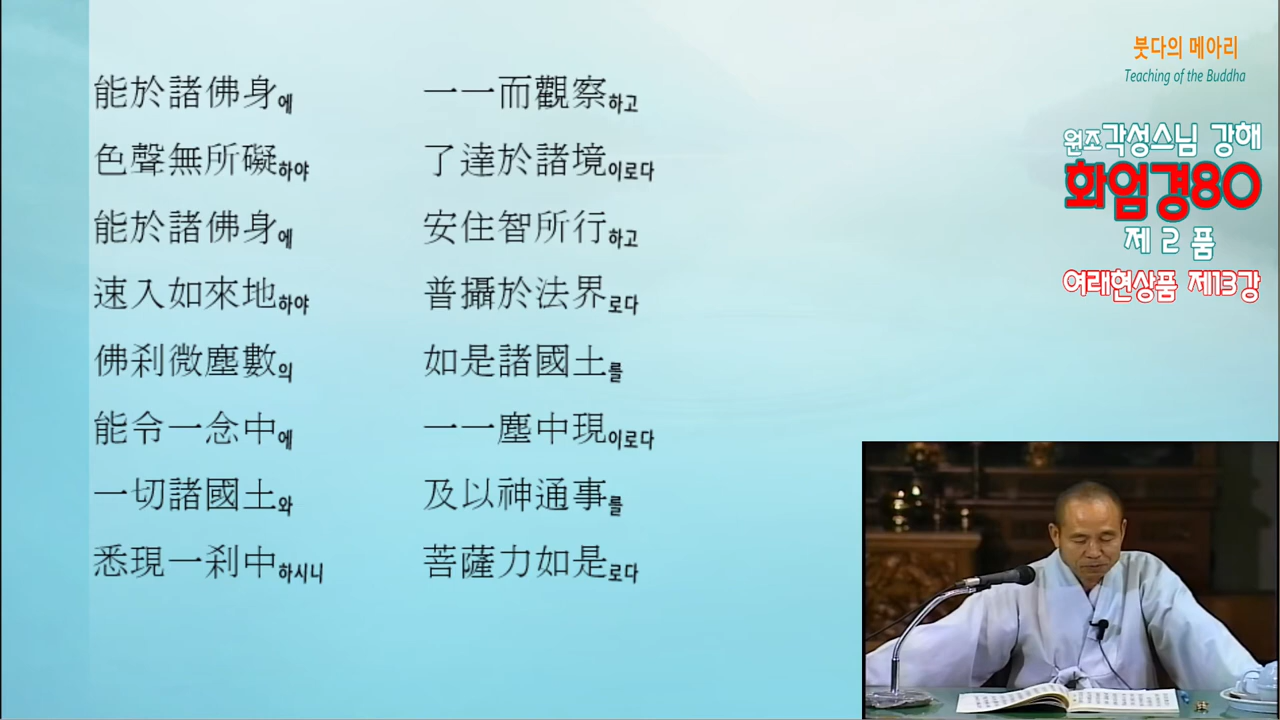 能於諸佛身에 一一而觀察하고
色聲無所礙하야 了達於諸境이로다
能於諸佛身에 安住智所行하고
速入如來地하야 普攝於法界로다
佛刹微塵數의 如是諸國土를
能令一念中에 一一塵中現이로다
一切諸國土와 及以神通事를
悉現一刹中하시니 菩薩力如是로다
붓다의 메아리
Teaching of the Buddha
원조각성스님 강해
화엄경80
제 2 품
여래현상품 제13강